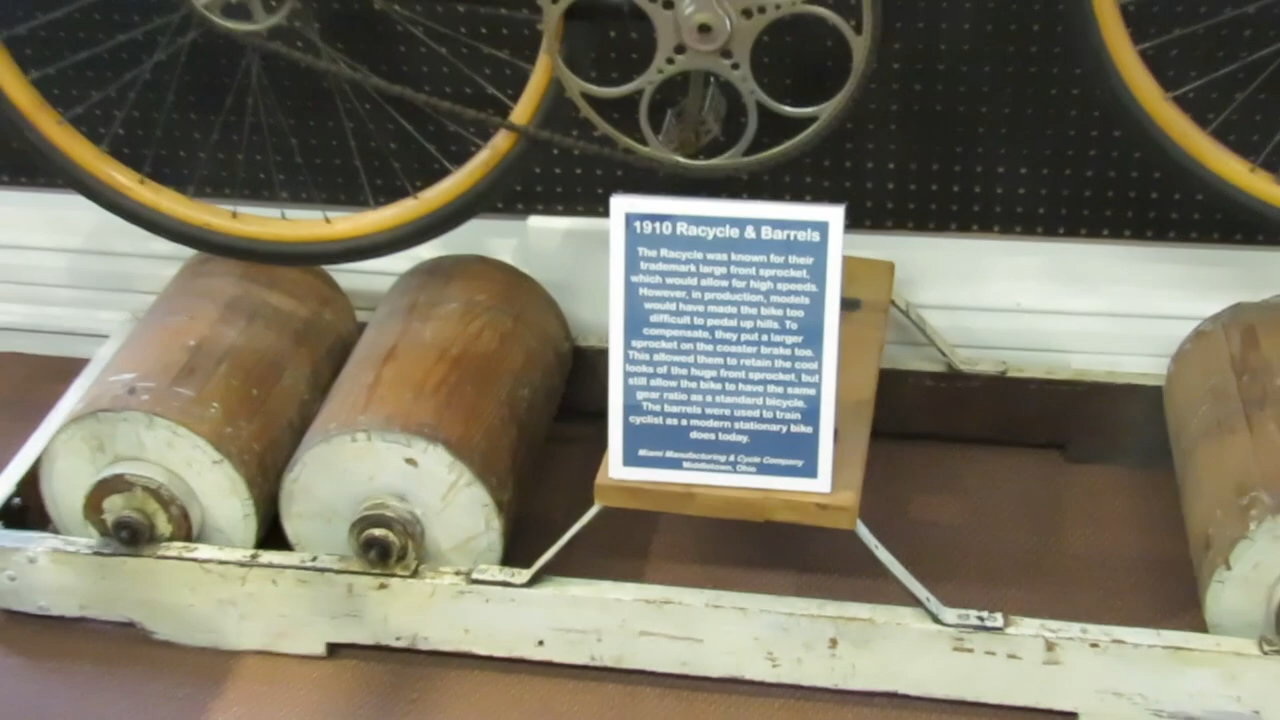 1910 Racycle & Barrels
The Racycle was known for their
trademark large front sprocket,
which would allow for high speeds.
However, in production, models
would have made the bike too
difficult to pedal up hills. To
compensate, they put a larger
sprocket on the coaster brake too.
This allowed them to retain the cool
looks of the huge front sprocket, but
still allow the bike to have the same
gear ratio as a standard bicycle.
The barrels were used to train
cyclist as a modern stationary bike
does today.
Miami Manufacturing & Cycle Company
Middletown, Ohio